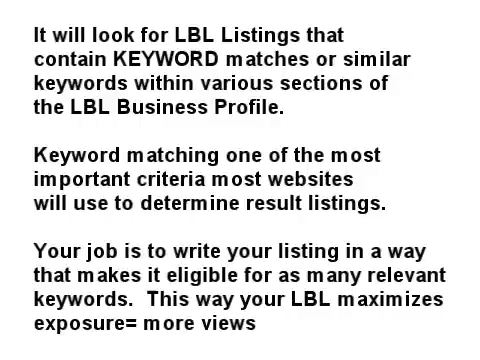 It will look for LBL Listings that
contain KEYWORD matches or similar
keywords within various sections of
the LBL Business Profile.
Keyword matching one of the most
important criteria most websites
will use to determine result listings.
Your job is to write your listing in a way
that makes it eligible for as many relevant
keywords.  This way your LBL maximizes
exposure= more views